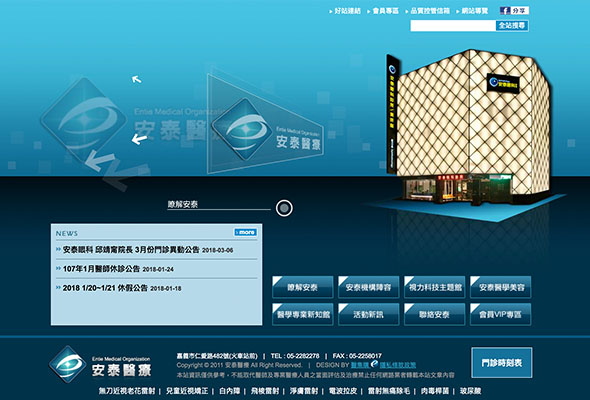 好站連結 會員專區 品質控管信箱 網站導覽 分享
全站搜尋
安泰眼科
Entie Medical Organization
安泰醫療
Entie Medical Organization
安泰醫療
瞭解安泰
NEWS more
安泰眼科 邱靖甯院長 3月份門診異動公告 2018-03-06
107年1月醫師休診公告 2018-01-24
2018 1/20~1/21 休假公告 2018-01-18
瞭解安泰 安泰機構陣容 視力科技主題館 安泰醫學美容
醫學專業新知館 活動新訊 聯絡安泰 會員VIP專區
Entie Medical Organization
安泰醫療
嘉義市仁愛路482號(火車站前) | TEL : 05-2282278 | FAX : 05-2258017
Copyright © 2011 安泰醫療 All Right Reserved. | DESIGN BY 隱私條款政策
本站資訊僅供參考，不能取代醫師及專業醫療人員之當面評估及治療禁止任何網路業者轉載本站文章內容
門診時刻表
無刀近視老花雷射 | 兒童近視矯正 | 白內障 | 飛梭雷射 | 淨膚雷射 | 電波拉皮 | 雷射無痛除毛 | 肉毒桿菌 | 玻尿酸